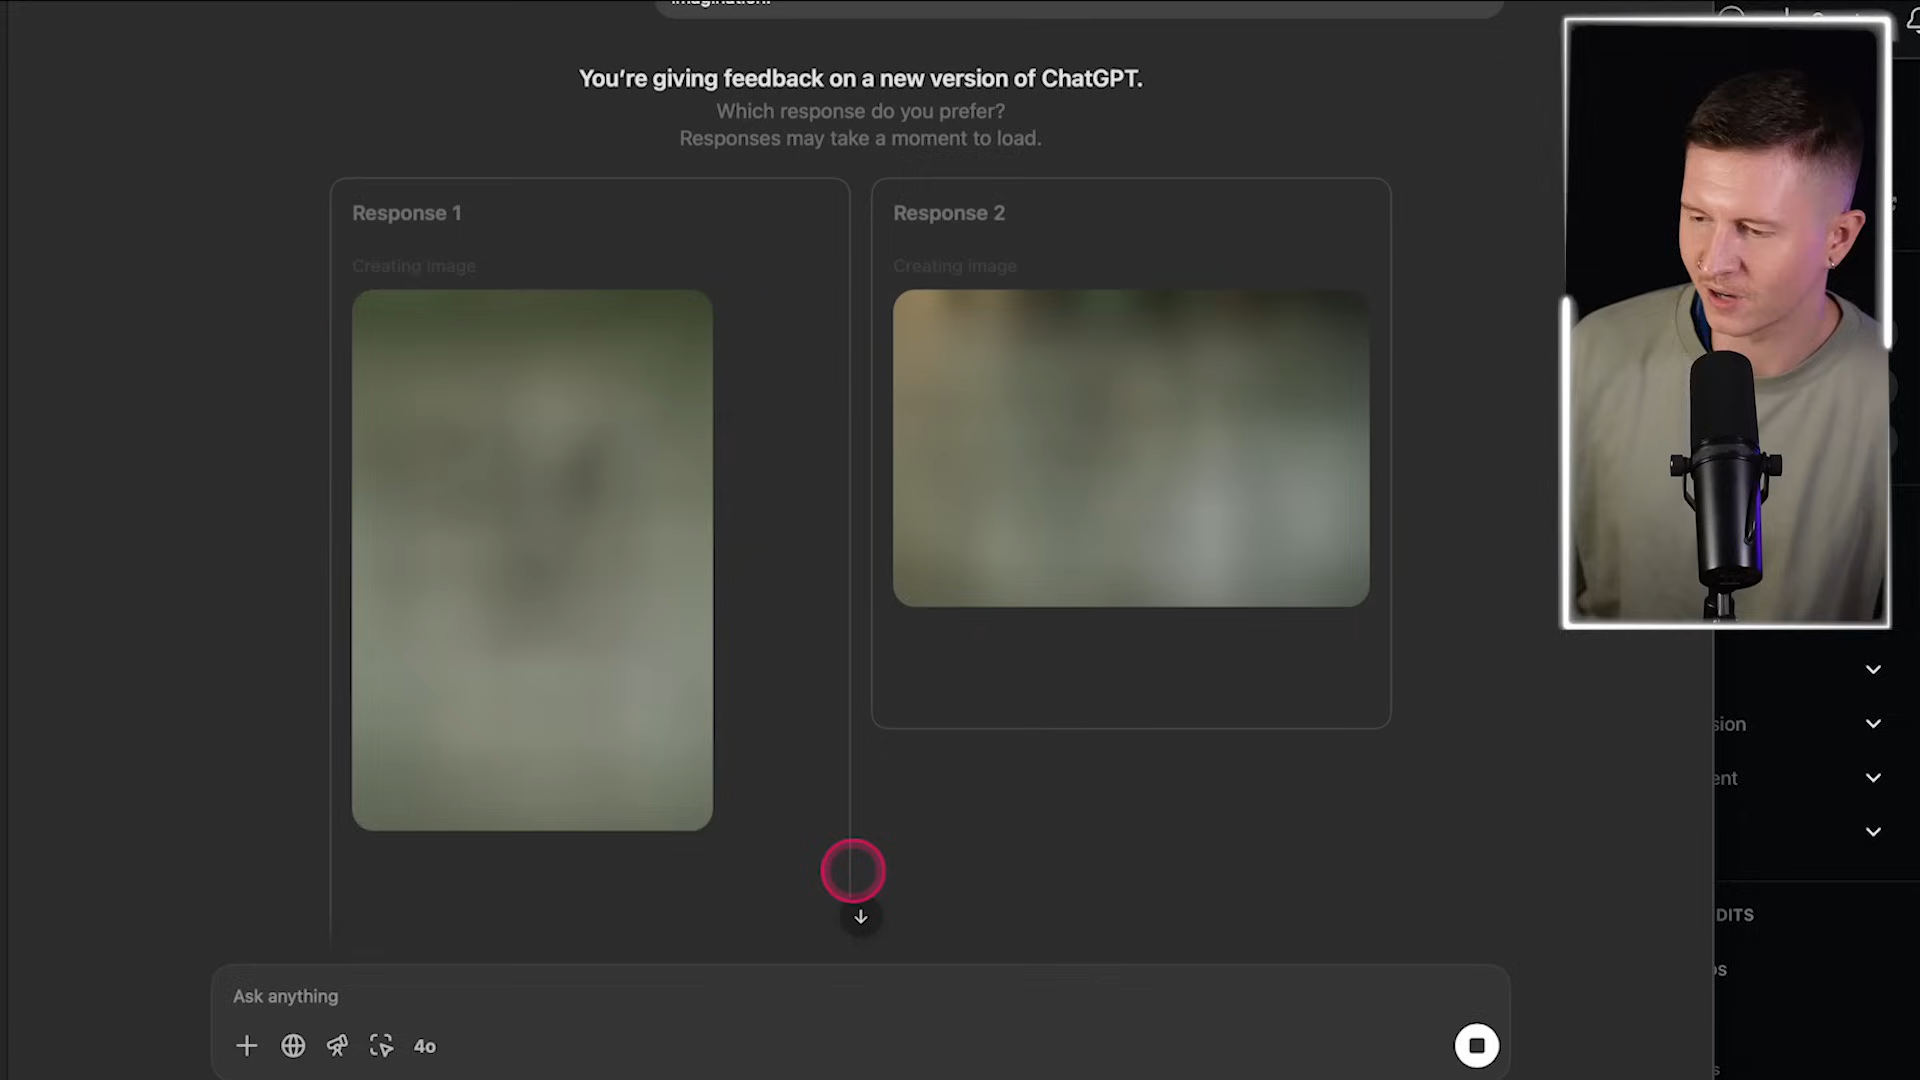 You're giving feedback on a new version of ChatGPT.
Which response do you prefer?
Responses may take a moment to load.
Response 1
Response 2
Creating image
Creating image
sion
ent
DITS
Ask anything
4o